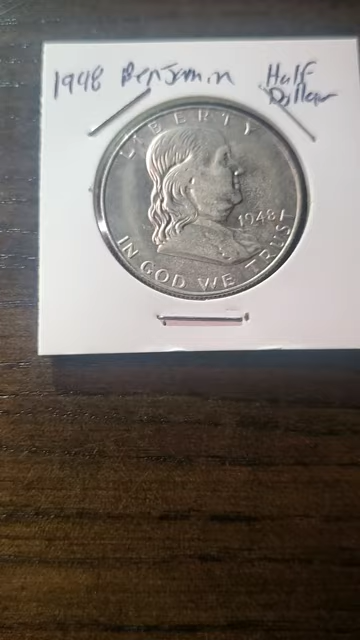 1948 Benjamin Half
Dollar
LIBERTY
1948
IN GOD WE TRUST